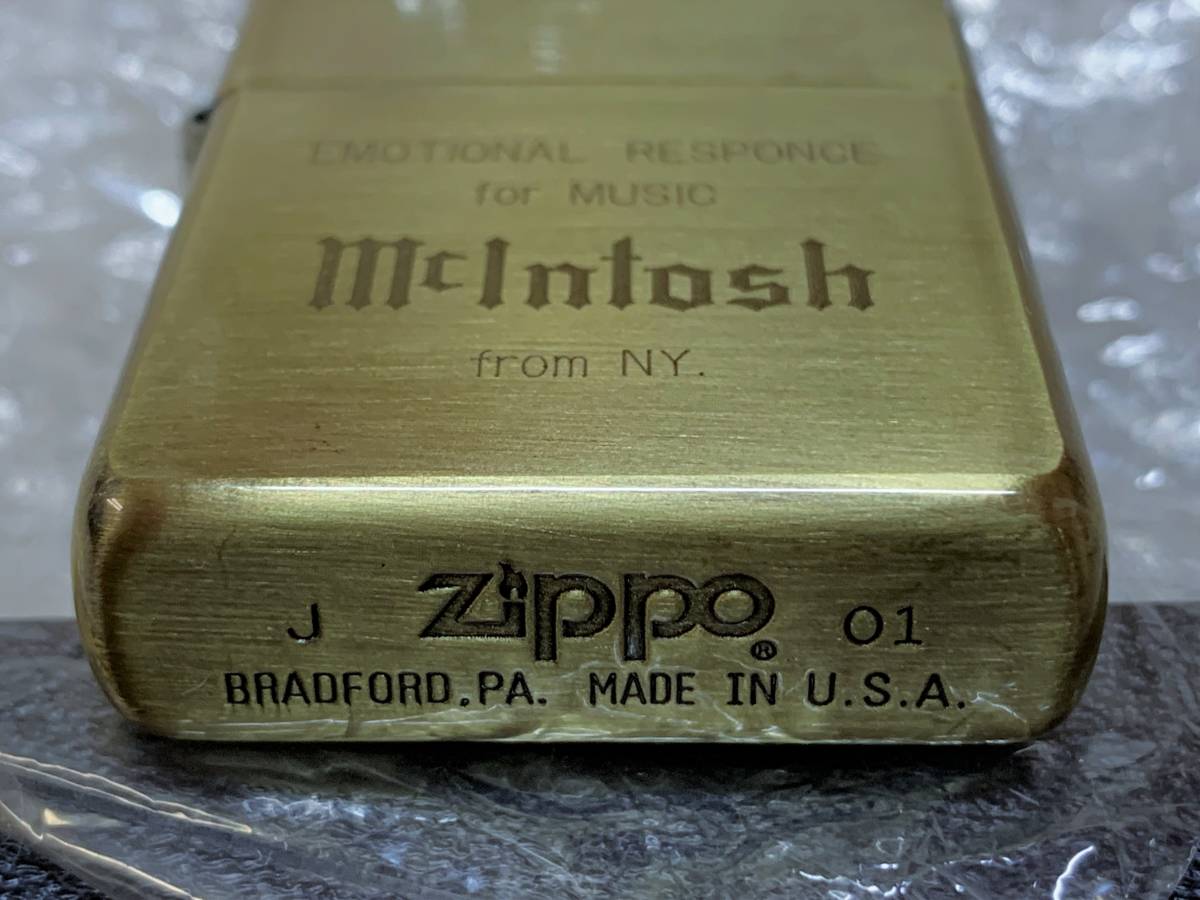 EMOTIONAL RESPONCE
for MUSIC
McIntosh
from NY.
J Zippo® 01
BRADFORD,PA. MADE IN U.S.A.